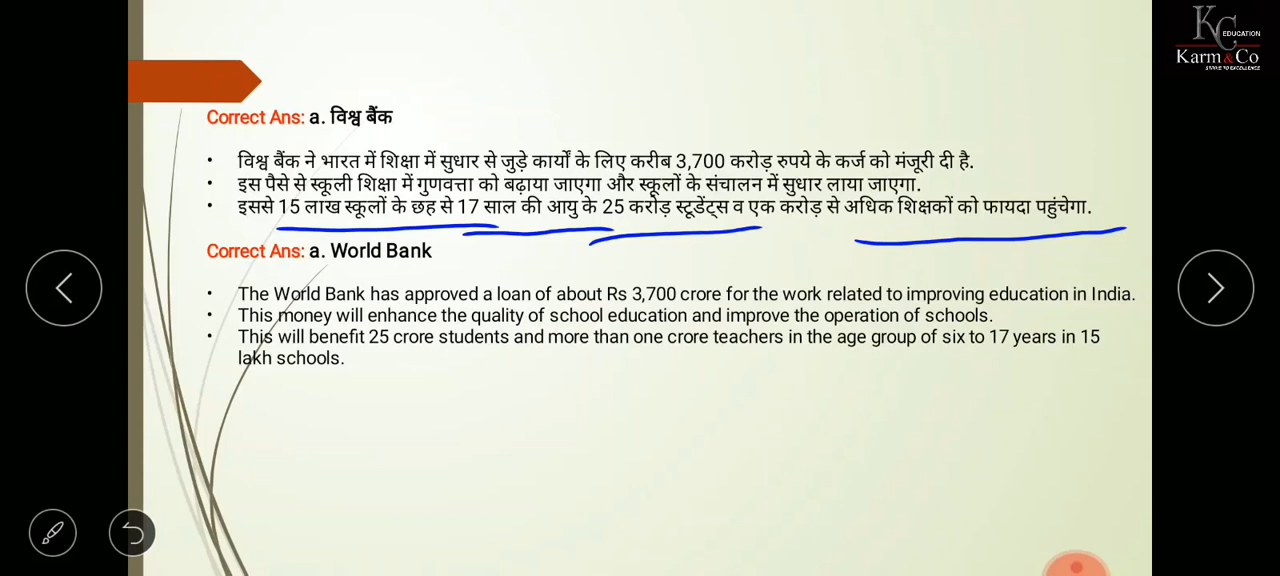 KC
EDUCATION
Karm&Co
Correct Ans: a. विश्व बैंक
• विश्व बैंक ने भारत में शिक्षा में सुधार से जुड़े कार्यों के लिए करीब 3,700 करोड़ रुपये के कर्ज को मंजूरी दी है.
• इस पैसे से स्कूली शिक्षा में गुणवत्ता को बढ़ाया जाएगा और स्कूलों के संचालन में सुधार लाया जाएगा.
• इससे 15 लाख स्कूलों के छह से 17 साल की आयु के 25 करोड़ स्टूडेंट्स व एक करोड़ से अधिक शिक्षकों को फायदा पहुंचेगा.
Correct Ans: a. World Bank
• The World Bank has approved a loan of about Rs 3,700 crore for the work related to improving education in India.
• This money will enhance the quality of school education and improve the operation of schools.
• This will benefit 25 crore students and more than one crore teachers in the age group of six to 17 years in 15
lakh schools.